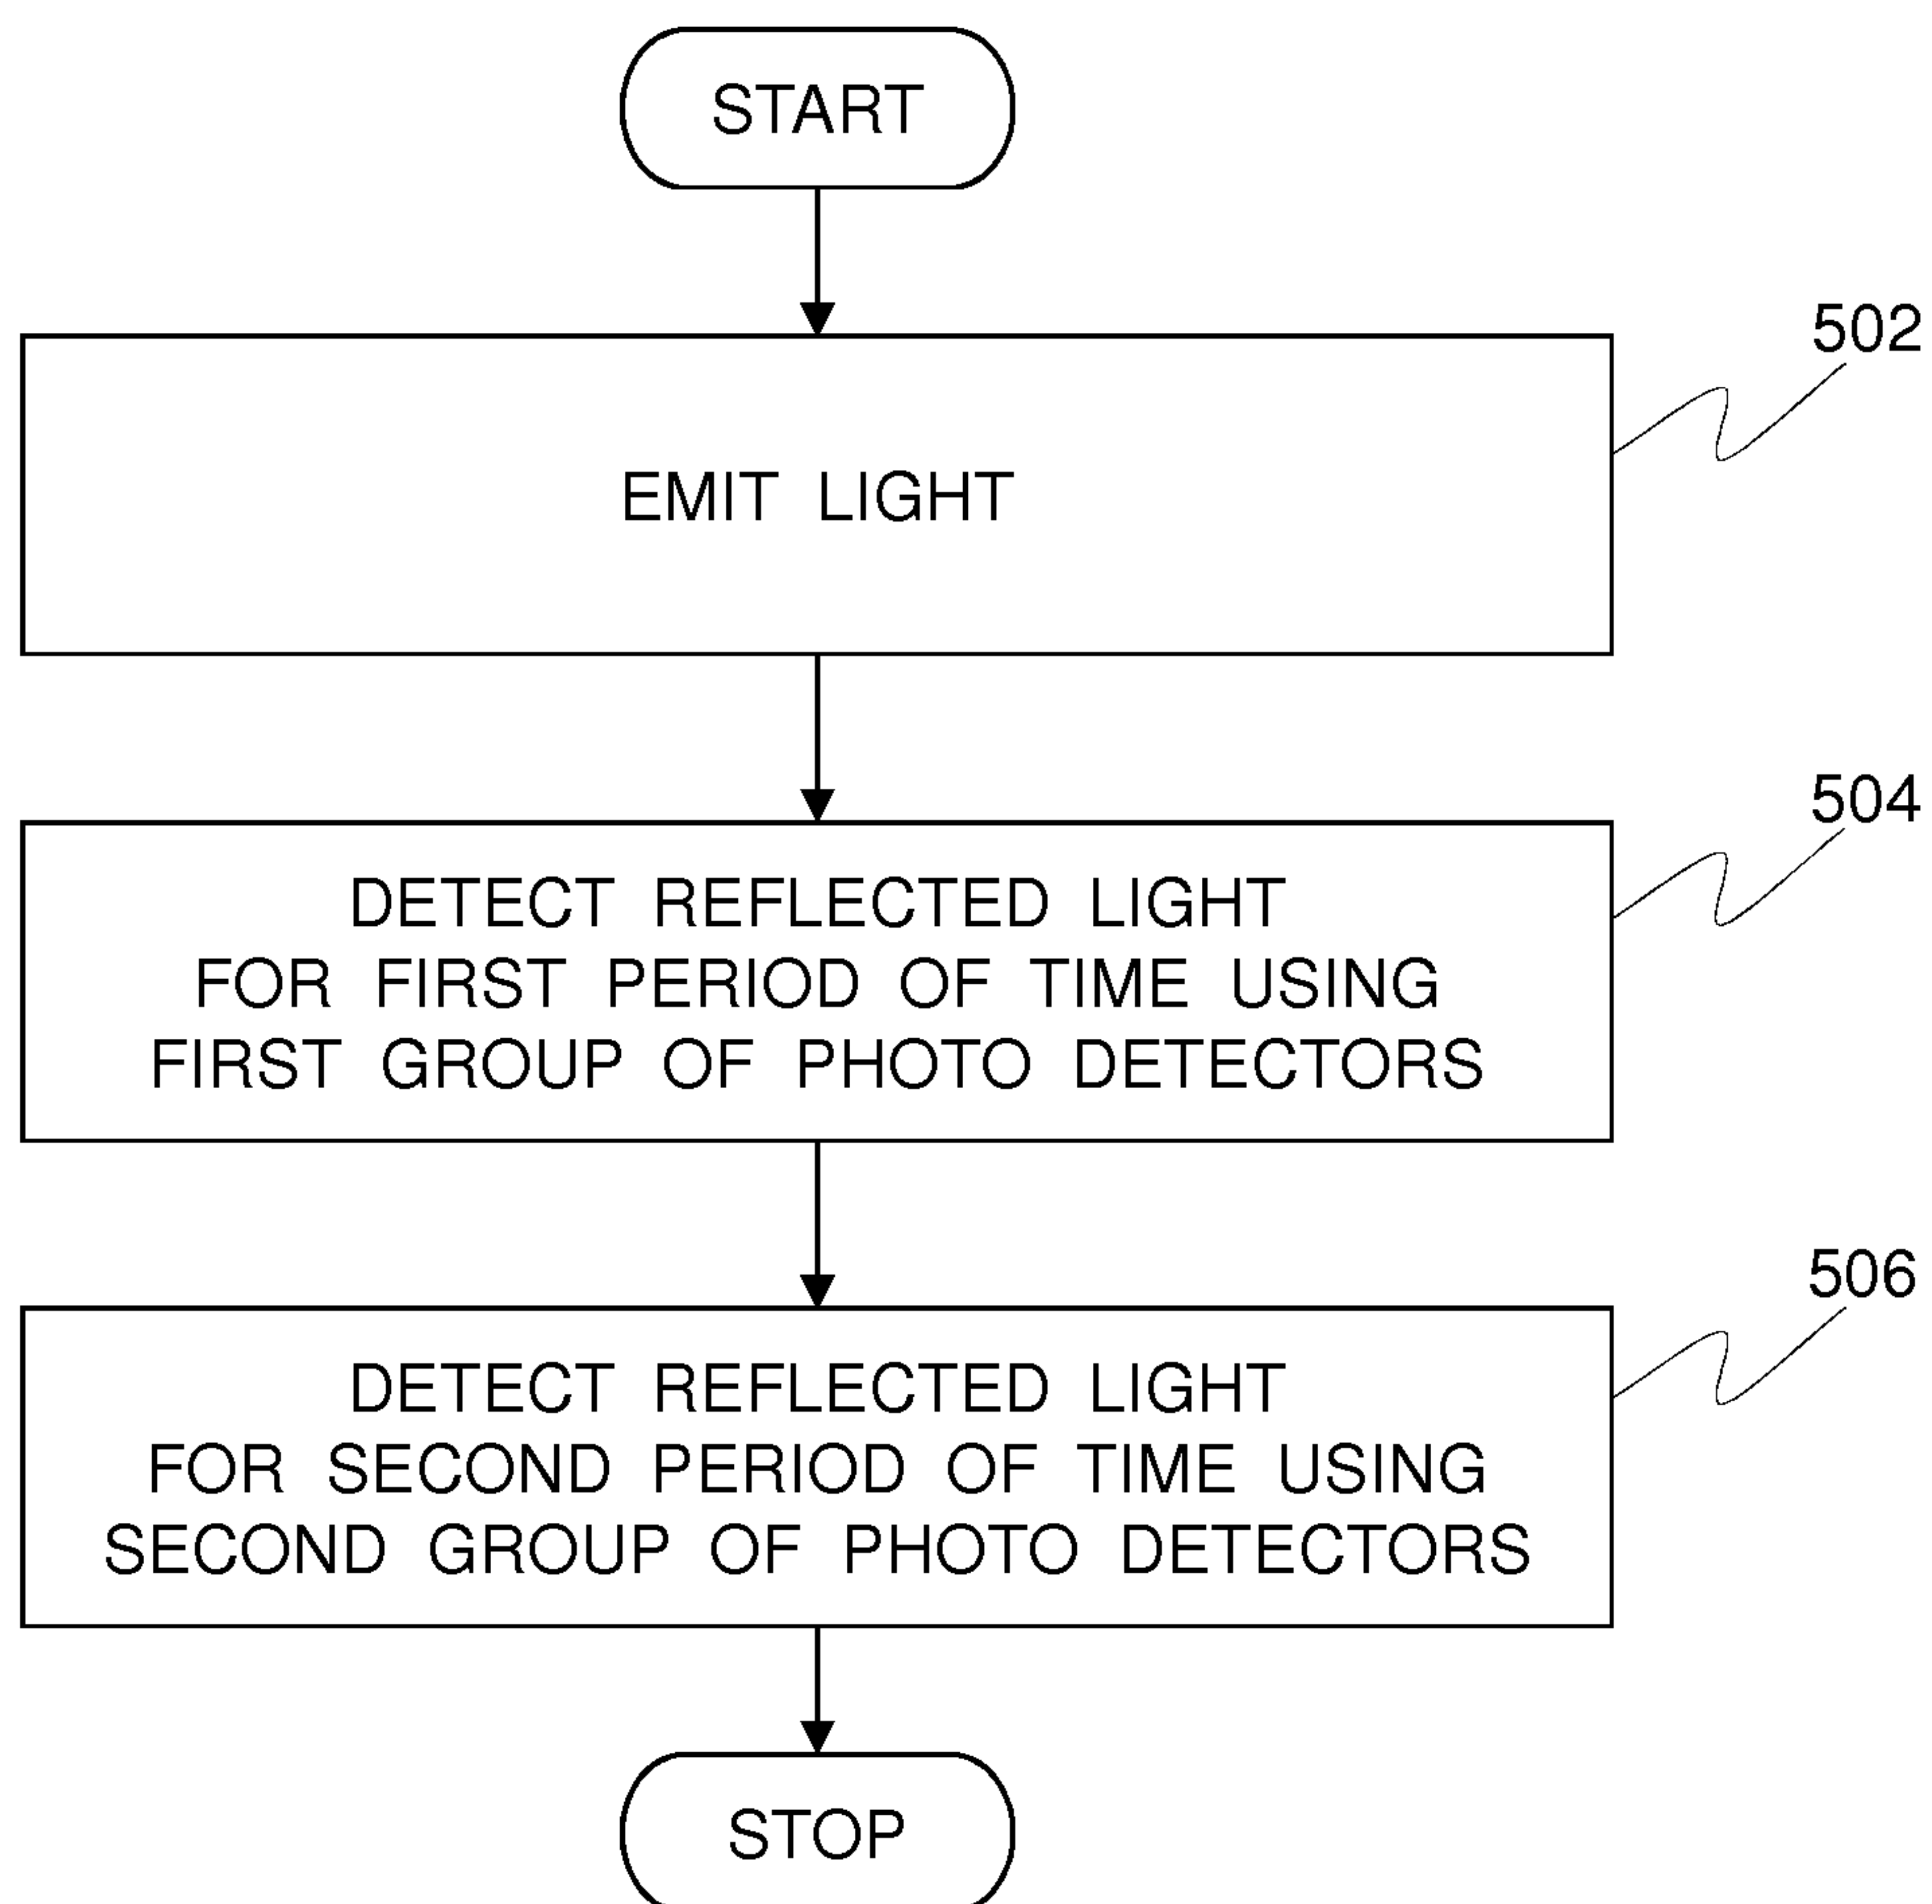 START
502
EMIT LIGHT
504
DETECT REFLECTED LIGHT
FOR FIRST PERIOD OF TIME USING
FIRST GROUP OF PHOTO DETECTORS
506
DETECT REFLECTED LIGHT
FOR SECOND PERIOD OF TIME USING
SECOND GROUP OF PHOTO DETECTORS
STOP